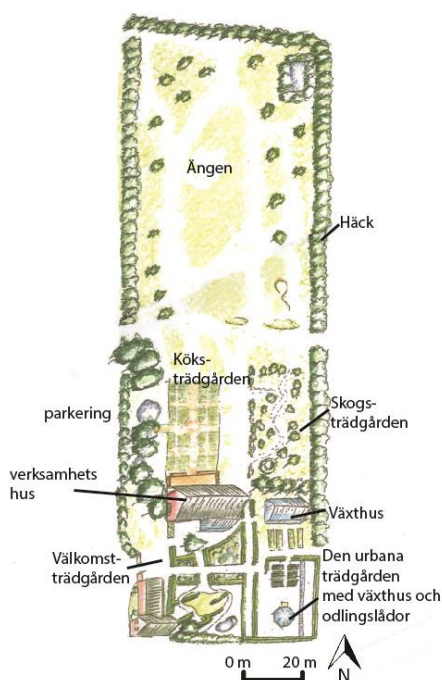 Ängen
Häck
Köks-
trädgården
parkering
Skogs-
trädgården
verksamhets
hus
Växthus
Välkomst-
trädgården
Den urbana
trädgården
med växthus och
odlingslådor
0 m
20 m
N